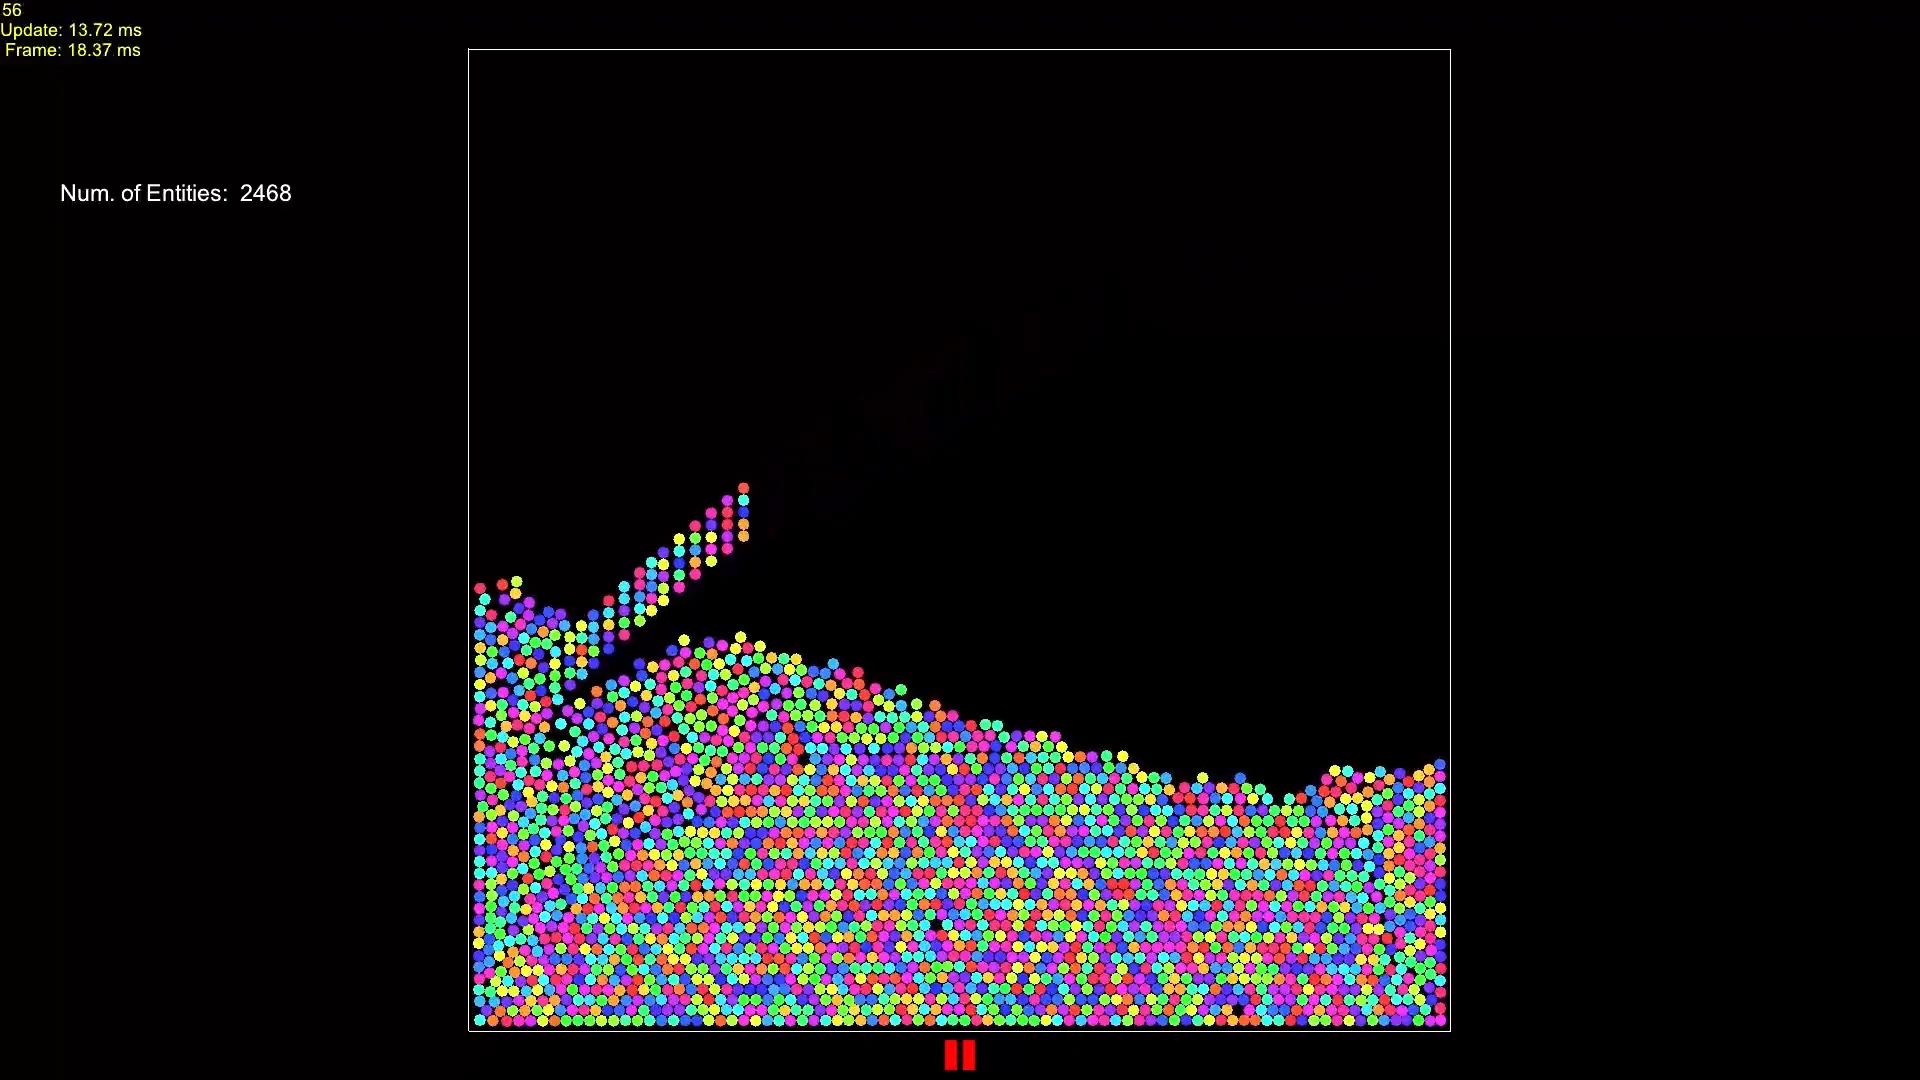 56
Update: 13.72 ms
Frame: 18.37 ms
Num. of Entities: 2468